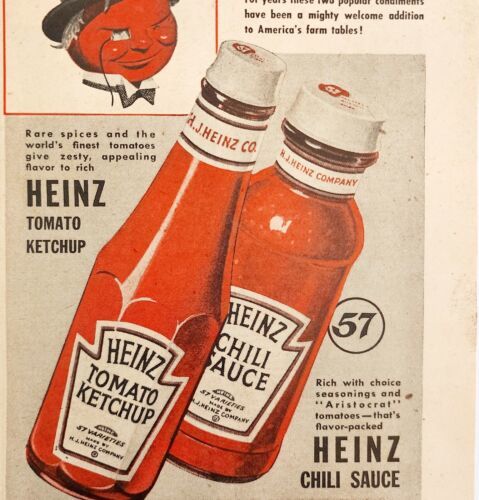 For years these two popular condiments
have been a mighty welcome addition
to America's farm tables!
57
57
H.J. HEINZ CO.
H.J. HEINZ COMPANY
Rare spices and the
world's finest tomatoes
give zesty, appealing
flavor to rich
HEINZ
TOMATO
KETCHUP
HEINZ
TOMATO
KETCHUP
HEINZ
57 VARIETIES
MADE BY
H.J. HEINZ COMPANY
HEINZ
CHILI
SAUCE
HEINZ
57 VARIETIES
MADE BY
H.J. HEINZ COMPANY
57
Rich with choice
seasonings and
"Aristocrat"
tomatoes—that's
flavor-packed
HEINZ
CHILI SAUCE